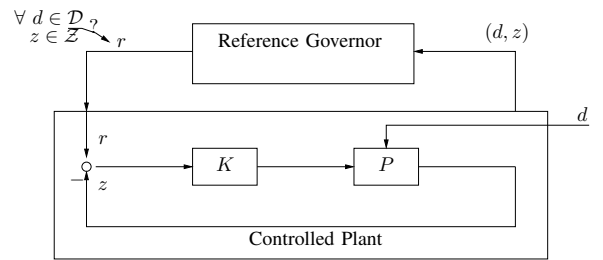 ∀ d ∈ D
z ∈ Z ? r
Reference Governor
(d, z)
d
r
K
P
− z
Controlled Plant